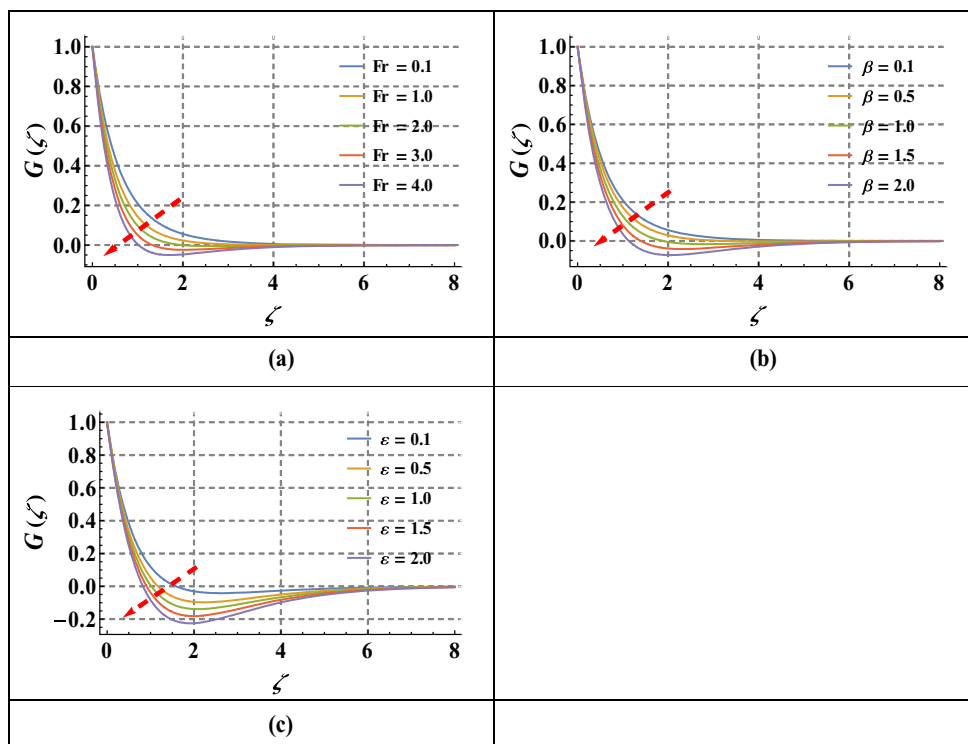 1.0
0.8
0.6
0.4
0.2
0.0
G (ζ)
Fr = 0.1
Fr = 1.0
Fr = 2.0
Fr = 3.0
Fr = 4.0
0 2 4 6 8
ζ
(a)
1.0
0.8
0.6
0.4
0.2
0.0
G (ζ)
β = 0.1
β = 0.5
β = 1.0
β = 1.5
β = 2.0
0 2 4 6 8
ζ
(b)
1.0
0.8
0.6
0.4
0.2
0.0
−0.2
G (ζ)
ε = 0.1
ε = 0.5
ε = 1.0
ε = 1.5
ε = 2.0
0 2 4 6 8
ζ
(c)